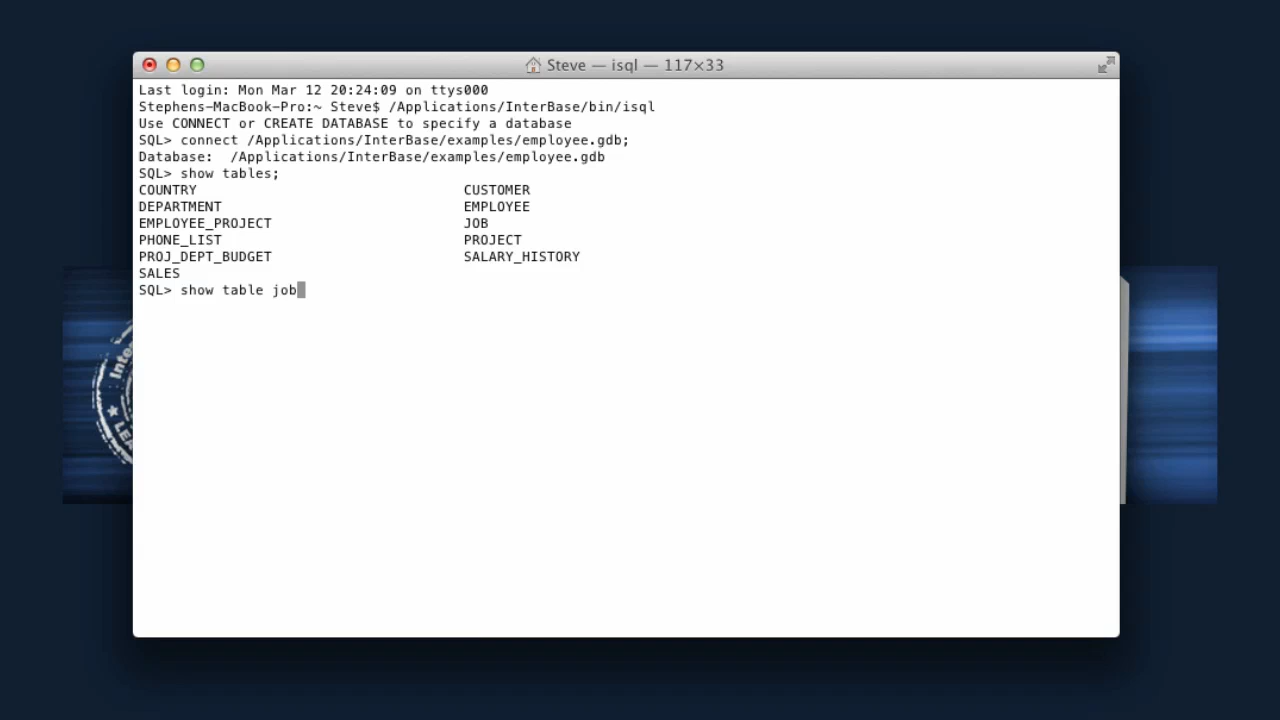 Steve — isql — 117×33
Last login: Mon Mar 12 20:24:09 on ttys000
Stephens-MacBook-Pro:~ Steve$ /Applications/InterBase/bin/isql
Use CONNECT or CREATE DATABASE to specify a database
SQL> connect /Applications/InterBase/examples/employee.gdb;
Database:  /Applications/InterBase/examples/employee.gdb
SQL> show tables;
COUNTRY CUSTOMER
DEPARTMENT EMPLOYEE
EMPLOYEE_PROJECT JOB
PHONE_LIST PROJECT
PROJ_DEPT_BUDGET SALARY_HISTORY
SALES
SQL> show table job